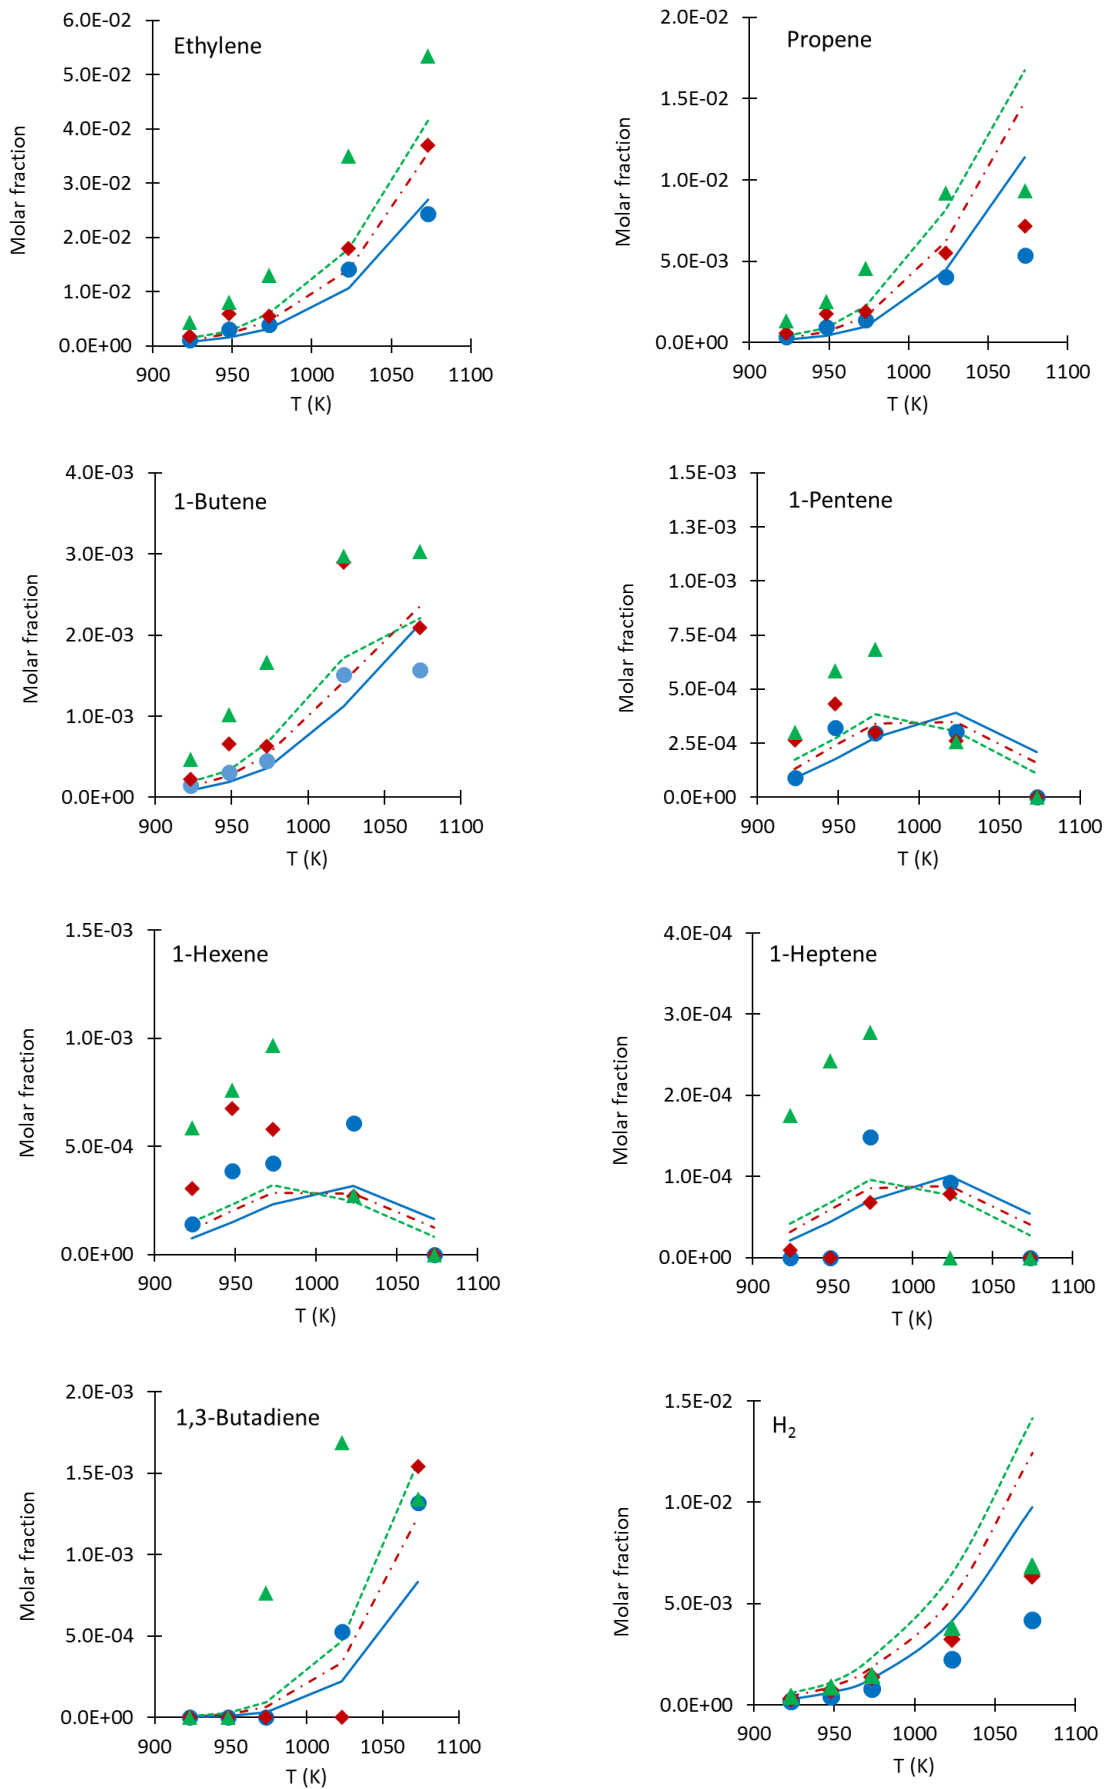 Ethylene
Molar fraction
6.0E-02
5.0E-02
4.0E-02
3.0E-02
2.0E-02
1.0E-02
0.0E+00
900 950 1000 1050 1100
T (K)
Propene
Molar fraction
2.0E-02
1.5E-02
1.0E-02
5.0E-03
0.0E+00
900 950 1000 1050 1100
T (K)
1-Butene
Molar fraction
4.0E-03
3.0E-03
2.0E-03
1.0E-03
0.0E+00
900 950 1000 1050 1100
T (K)
1-Pentene
Molar fraction
1.5E-03
1.3E-03
1.0E-03
7.5E-04
5.0E-04
2.5E-04
0.0E+00
900 950 1000 1050 1100
T (K)
1-Hexene
Molar fraction
1.5E-03
1.0E-03
5.0E-04
0.0E+00
900 950 1000 1050 1100
T (K)
1-Heptene
Molar fraction
4.0E-04
3.0E-04
2.0E-04
1.0E-04
0.0E+00
900 950 1000 1050 1100
T (K)
1,3-Butadiene
Molar fraction
2.0E-03
1.5E-03
1.0E-03
5.0E-04
0.0E+00
900 950 1000 1050 1100
T (K)
H₂
Molar fraction
1.5E-02
1.0E-02
5.0E-03
0.0E+00
900 950 1000 1050 1100
T (K)